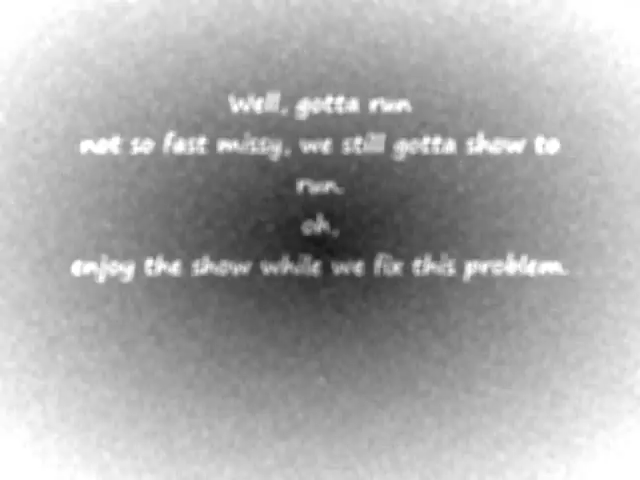 Well, gotta run
not so fast missy, we still gotta show to
run.
oh,
enjoy the show while we fix this problem.